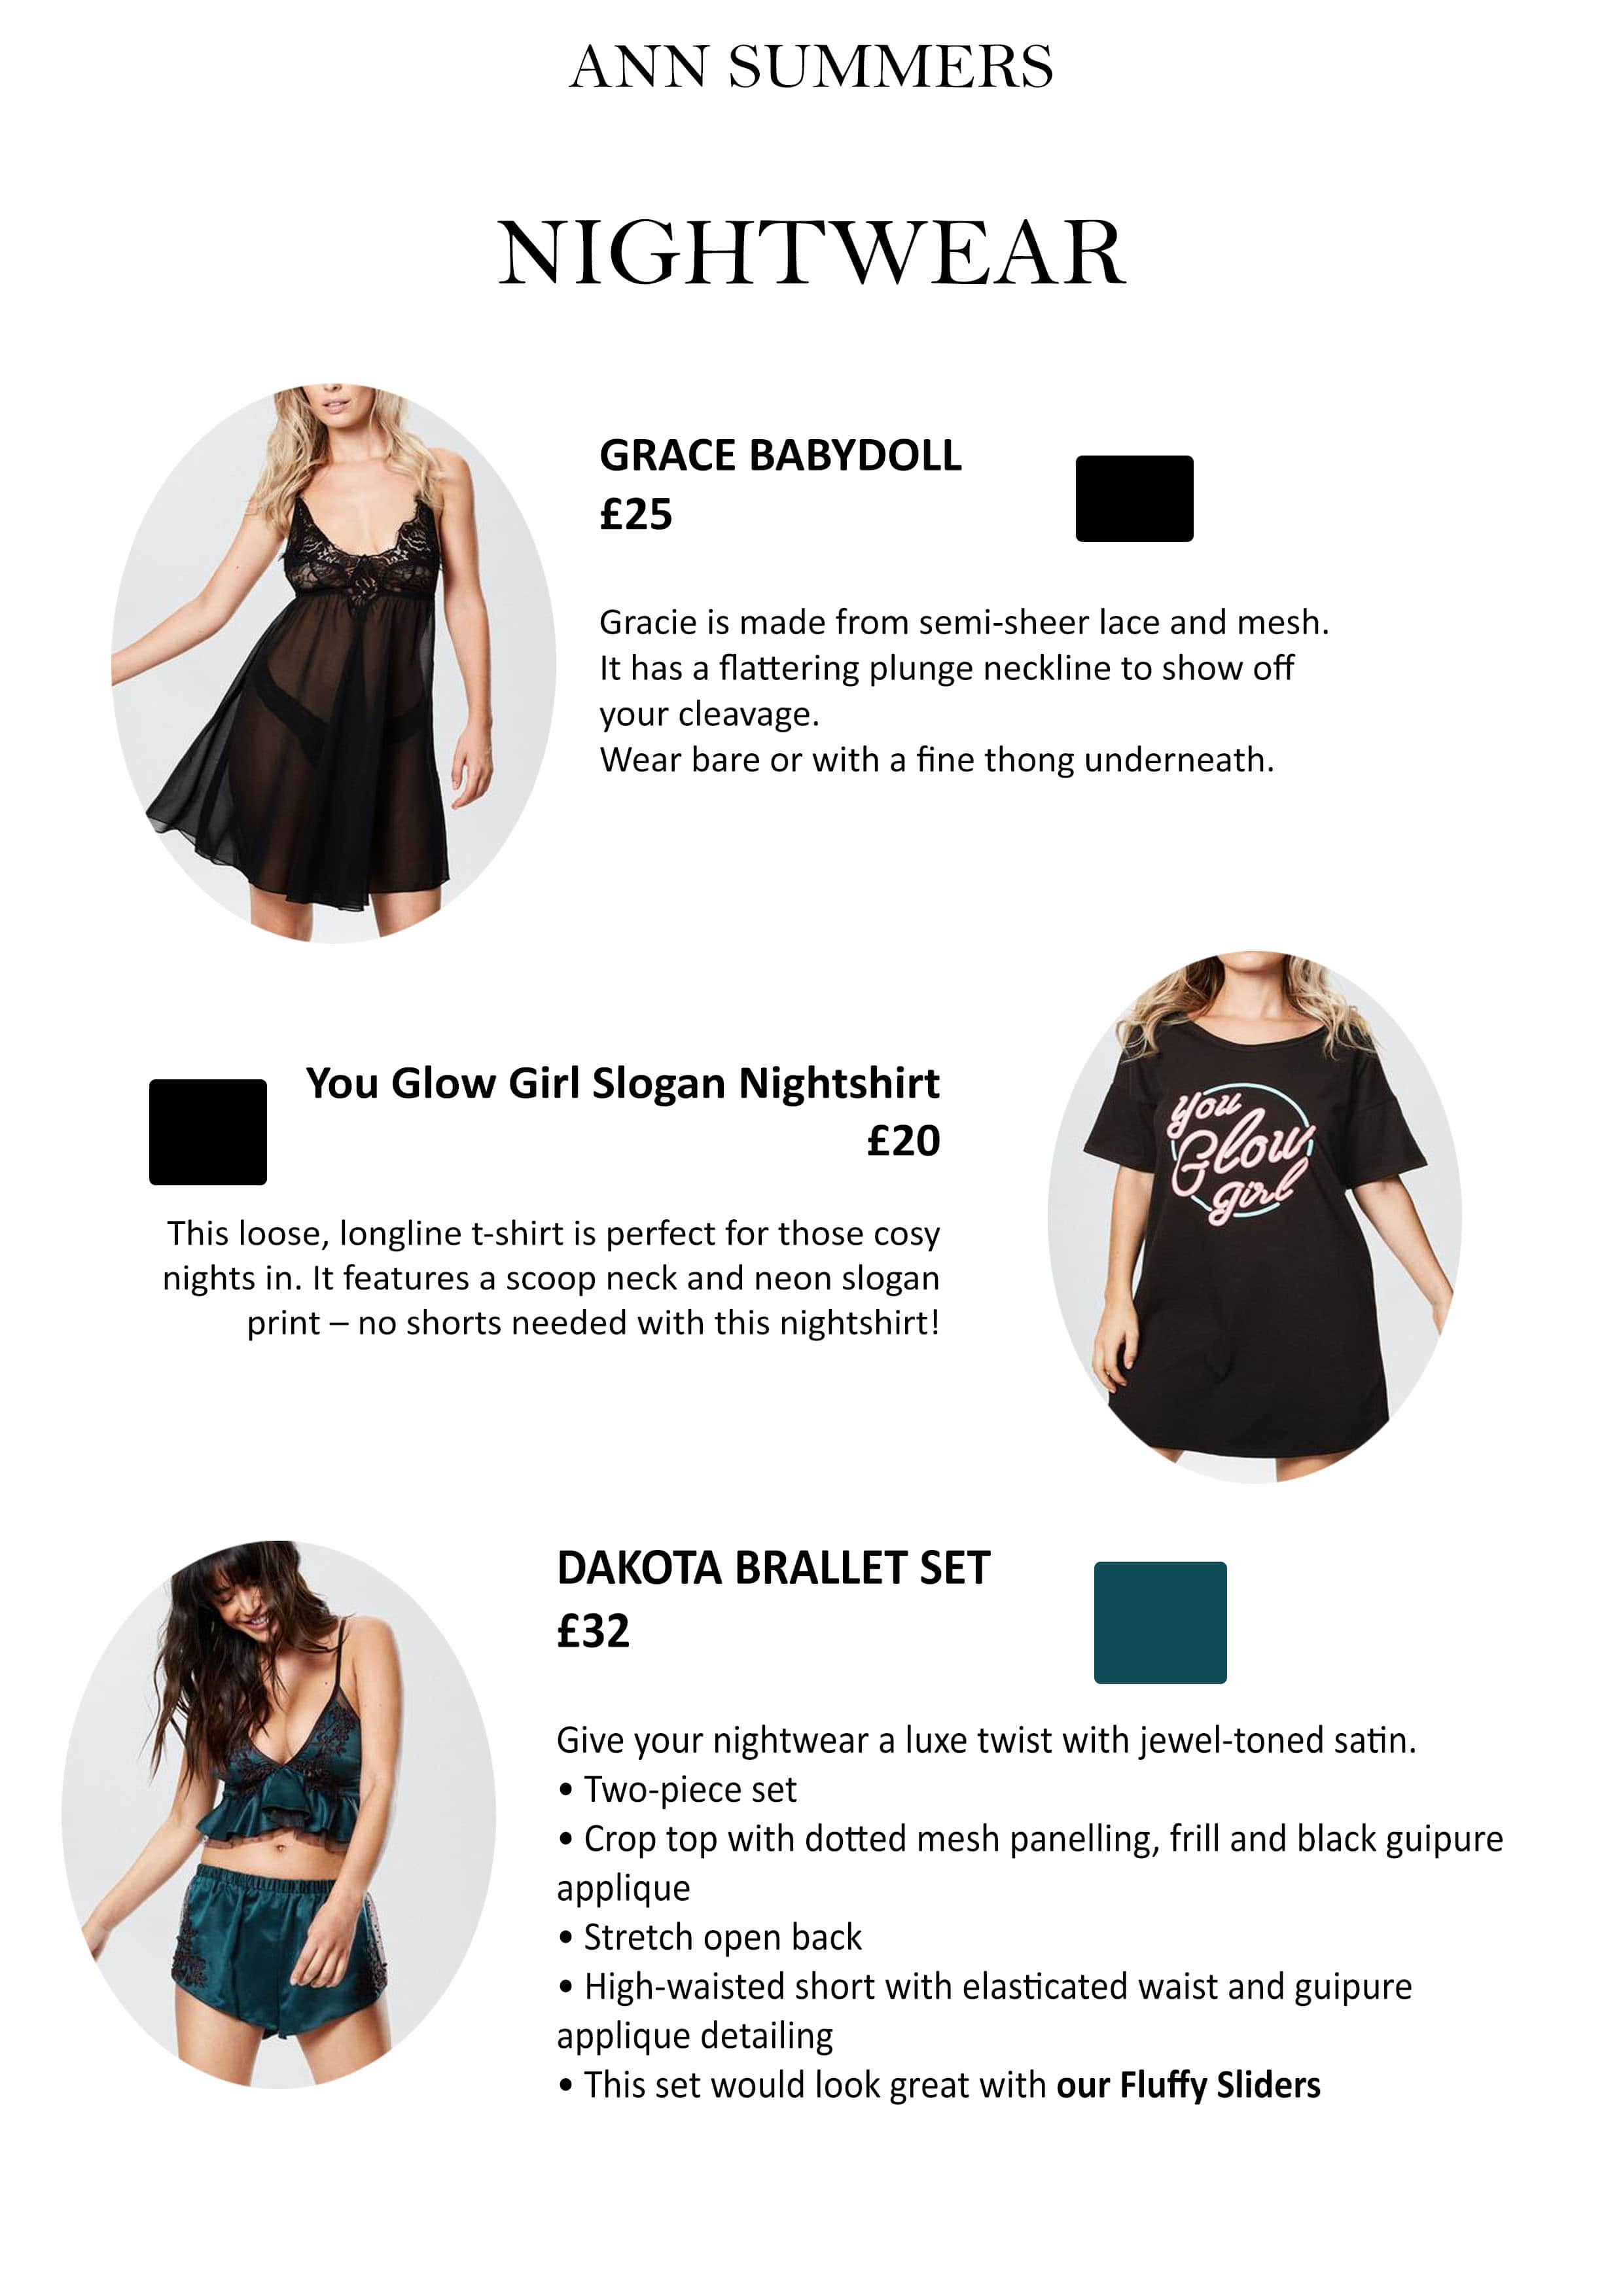 ANN SUMMERS
NIGHTWEAR
GRACE BABYDOLL
£25
Gracie is made from semi-sheer lace and mesh.
It has a flattering plunge neckline to show off
your cleavage.
Wear bare or with a fine thong underneath.
You Glow Girl Slogan Nightshirt
£20
This loose, longline t-shirt is perfect for those cosy
nights in. It features a scoop neck and neon slogan
print – no shorts needed with this nightshirt!
you
Glow
girl
DAKOTA BRALLET SET
£32
Give your nightwear a luxe twist with jewel-toned satin.
• Two-piece set
• Crop top with dotted mesh panelling, frill and black guipure
applique
• Stretch open back
• High-waisted short with elasticated waist and guipure
applique detailing
• This set would look great with our Fluffy Sliders